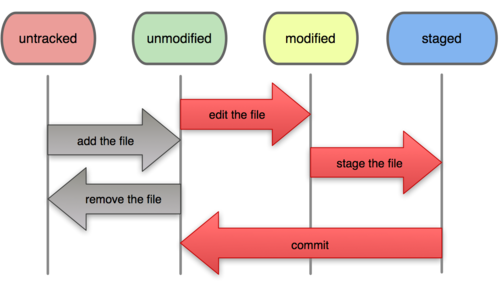 untracked
unmodified
modified
staged
edit the file
add the file
stage the file
remove the file
commit